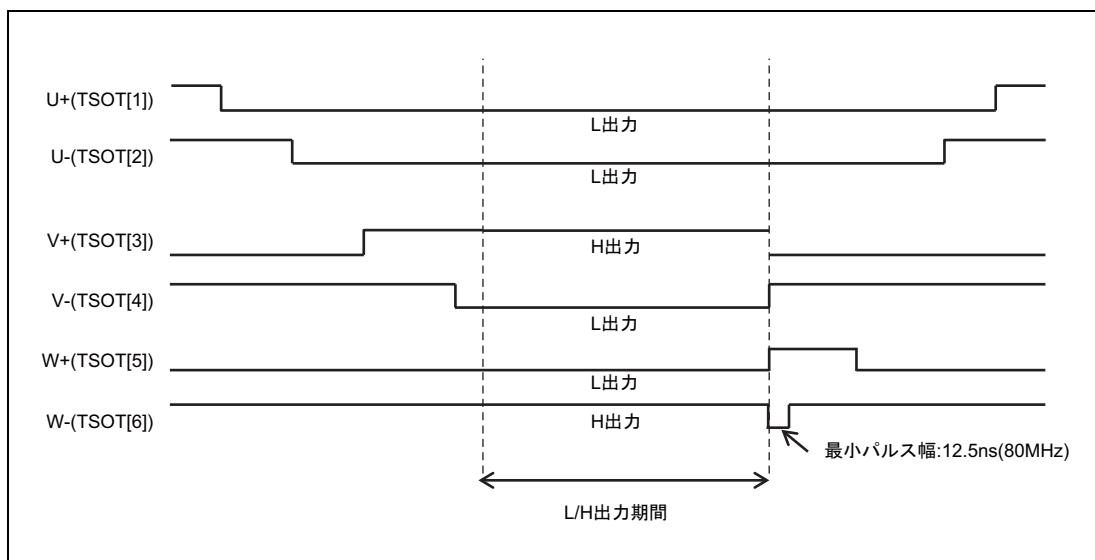 U+(TSOT[1])
L出力
U-(TSOT[2])
L出力
V+(TSOT[3])
H出力
V-(TSOT[4])
L出力
W+(TSOT[5])
L出力
W-(TSOT[6])
H出力
最小パルス幅:12.5ns(80MHz)
L/H出力期間